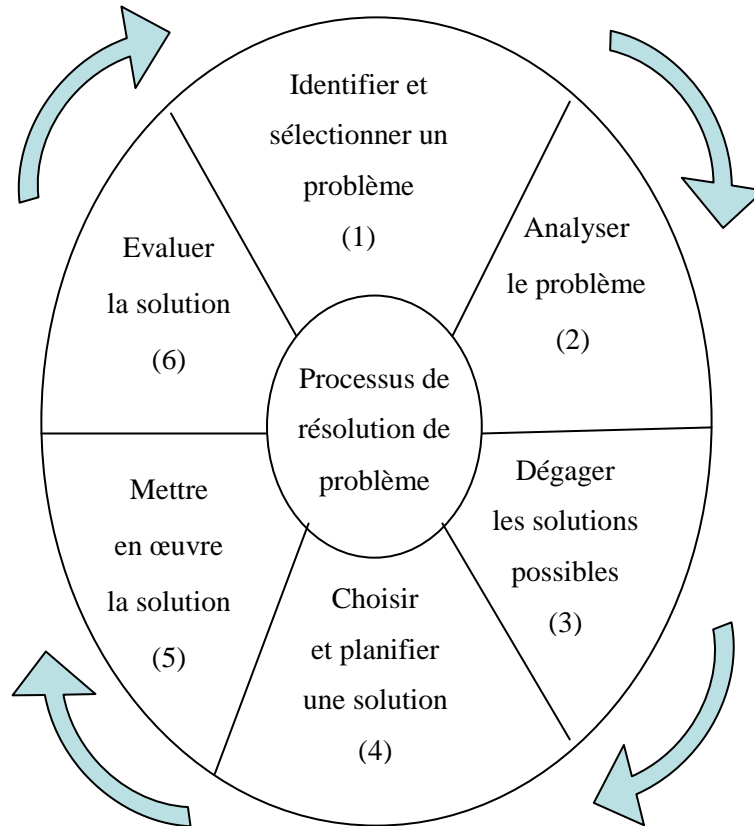 Identifier et
sélectionner un
problème
(1)
Analyser
le problème
(2)
Dégager
les solutions
possibles
(3)
Choisir
et planifier
une solution
(4)
Mettre
en œuvre
la solution
(5)
Evaluer
la solution
(6)
Processus de
résolution de
problème